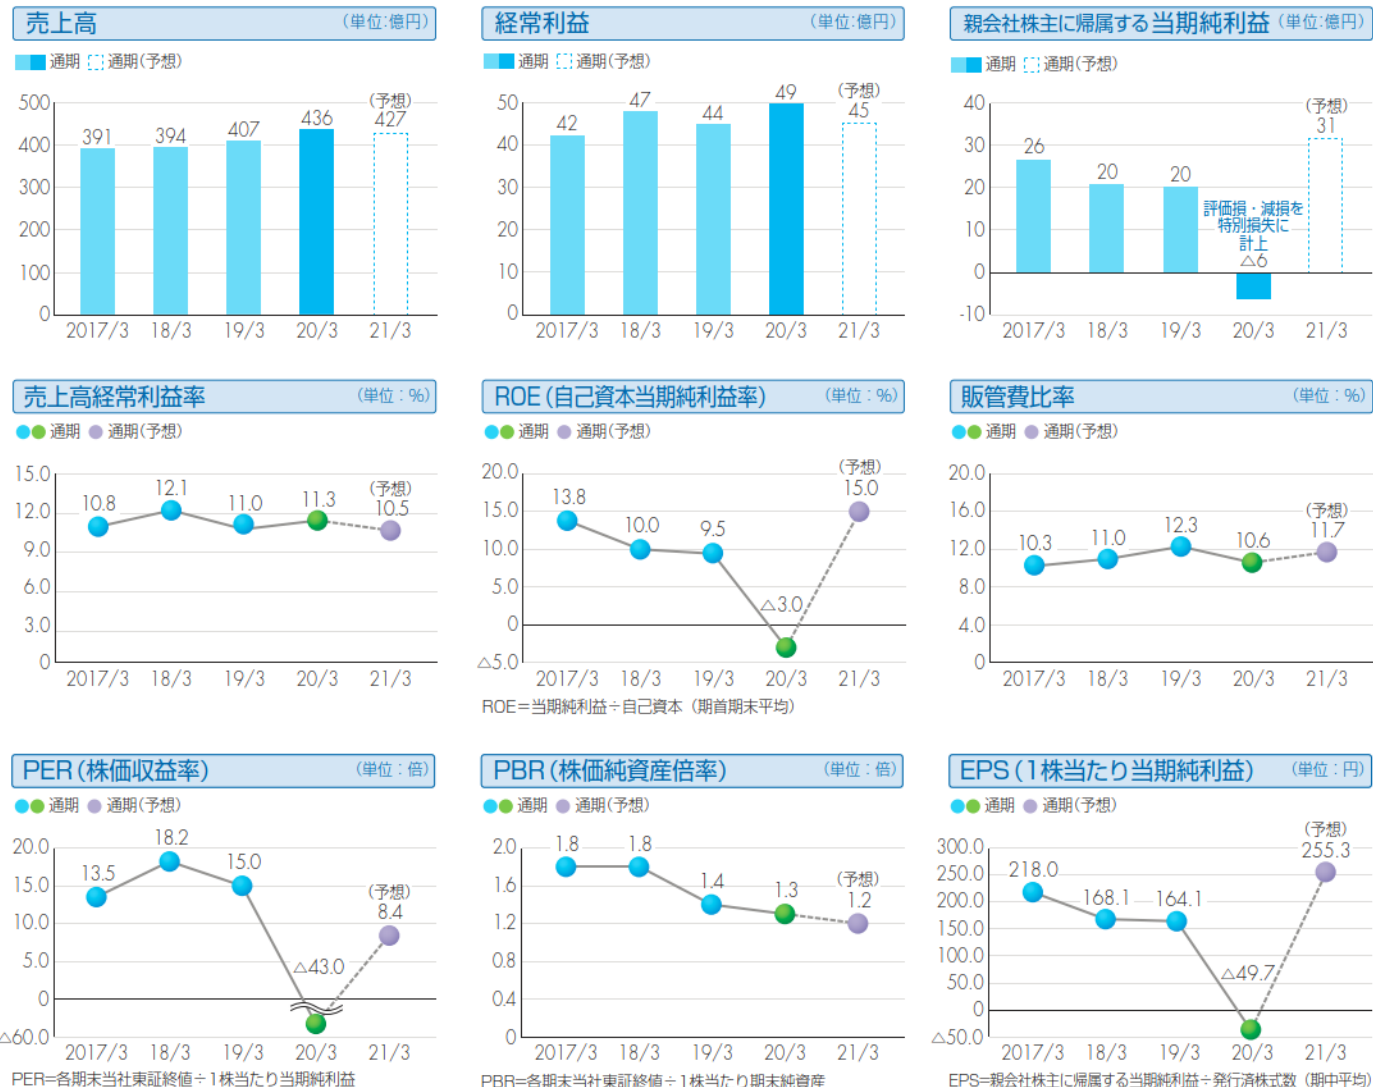 売上高 (単位:億円)
通期 通期(予想)
500
400
300
200
100
0
391
394
407
436
(予想)
427
2017/3 18/3 19/3 20/3 21/3
経常利益 (単位:億円)
通期 通期(予想)
50
40
30
20
10
0
42
47
44
49
(予想)
45
2017/3 18/3 19/3 20/3 21/3
親会社株主に帰属する当期純利益 (単位:億円)
通期 通期(予想)
40
30
20
10
0
-10
26
20
20
評価損・減損を
特別損失に
計上
△6
(予想)
31
2017/3 18/3 19/3 20/3 21/3
売上高経常利益率 (単位:%)
通期 通期(予想)
15.0
12.0
9.0
6.0
3.0
0
10.8
12.1
11.0
11.3
(予想)
10.5
2017/3 18/3 19/3 20/3 21/3
ROE(自己資本当期純利益率) (単位:%)
通期 通期(予想)
20.0
15.0
10.0
5.0
0
△5.0
13.8
10.0
9.5
△3.0
(予想)
15.0
2017/3 18/3 19/3 20/3 21/3
ROE=当期純利益÷自己資本(期首期末平均)
販管費比率 (単位:%)
通期 通期(予想)
20.0
16.0
12.0
8.0
4.0
0
10.3
11.0
12.3
10.6
(予想)
11.7
2017/3 18/3 19/3 20/3 21/3
PER(株価収益率) (単位:倍)
通期 通期(予想)
20.0
15.0
10.0
5.0
0
△60.0
13.5
18.2
15.0
△43.0
(予想)
8.4
2017/3 18/3 19/3 20/3 21/3
PER=各期末当社東証終値÷1株当たり当期純利益
PBR(株価純資産倍率) (単位:倍)
通期 通期(予想)
2.0
1.6
1.2
0.8
0.4
0
1.8
1.8
1.4
1.3
(予想)
1.2
2017/3 18/3 19/3 20/3 21/3
PBR=各期末当社東証終値÷1株当たり期末純資産
EPS(1株当たり当期純利益) (単位:円)
通期 通期(予想)
300.0
250.0
200.0
150.0
100.0
50.0
0
△50.0
218.0
168.1
164.1
△49.7
(予想)
255.3
2017/3 18/3 19/3 20/3 21/3
EPS=親会社株主に帰属する当期純利益÷発行済株式数(期中平均)